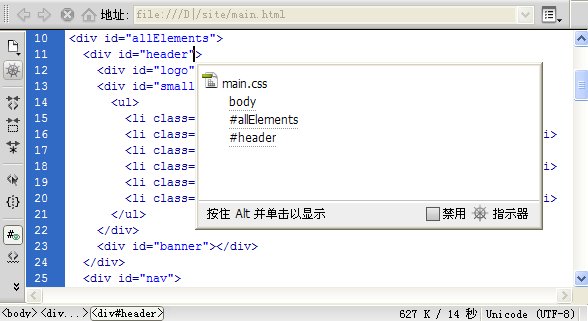 地址: file:///D|/site/main.html
10 <div id="allElements">
11 <div id="header">
12 <div id="logo"
13 <div id="small
14 <ul>
15 <li class= i>
16 <li class= i>
17 <li class= i>
18 <li class= i>
19 <li class= i>
20 <li class= i>
21 </ul>
22 </div>
23 <div id="banner"></div>
24 </div>
25 <div id="nav">
main.css
body
#allElements
#header
按住 Alt 并单击以显示 禁用 指示器
<body> <div...> <div#header> 627 K / 14 秒 Unicode (UTF-8)